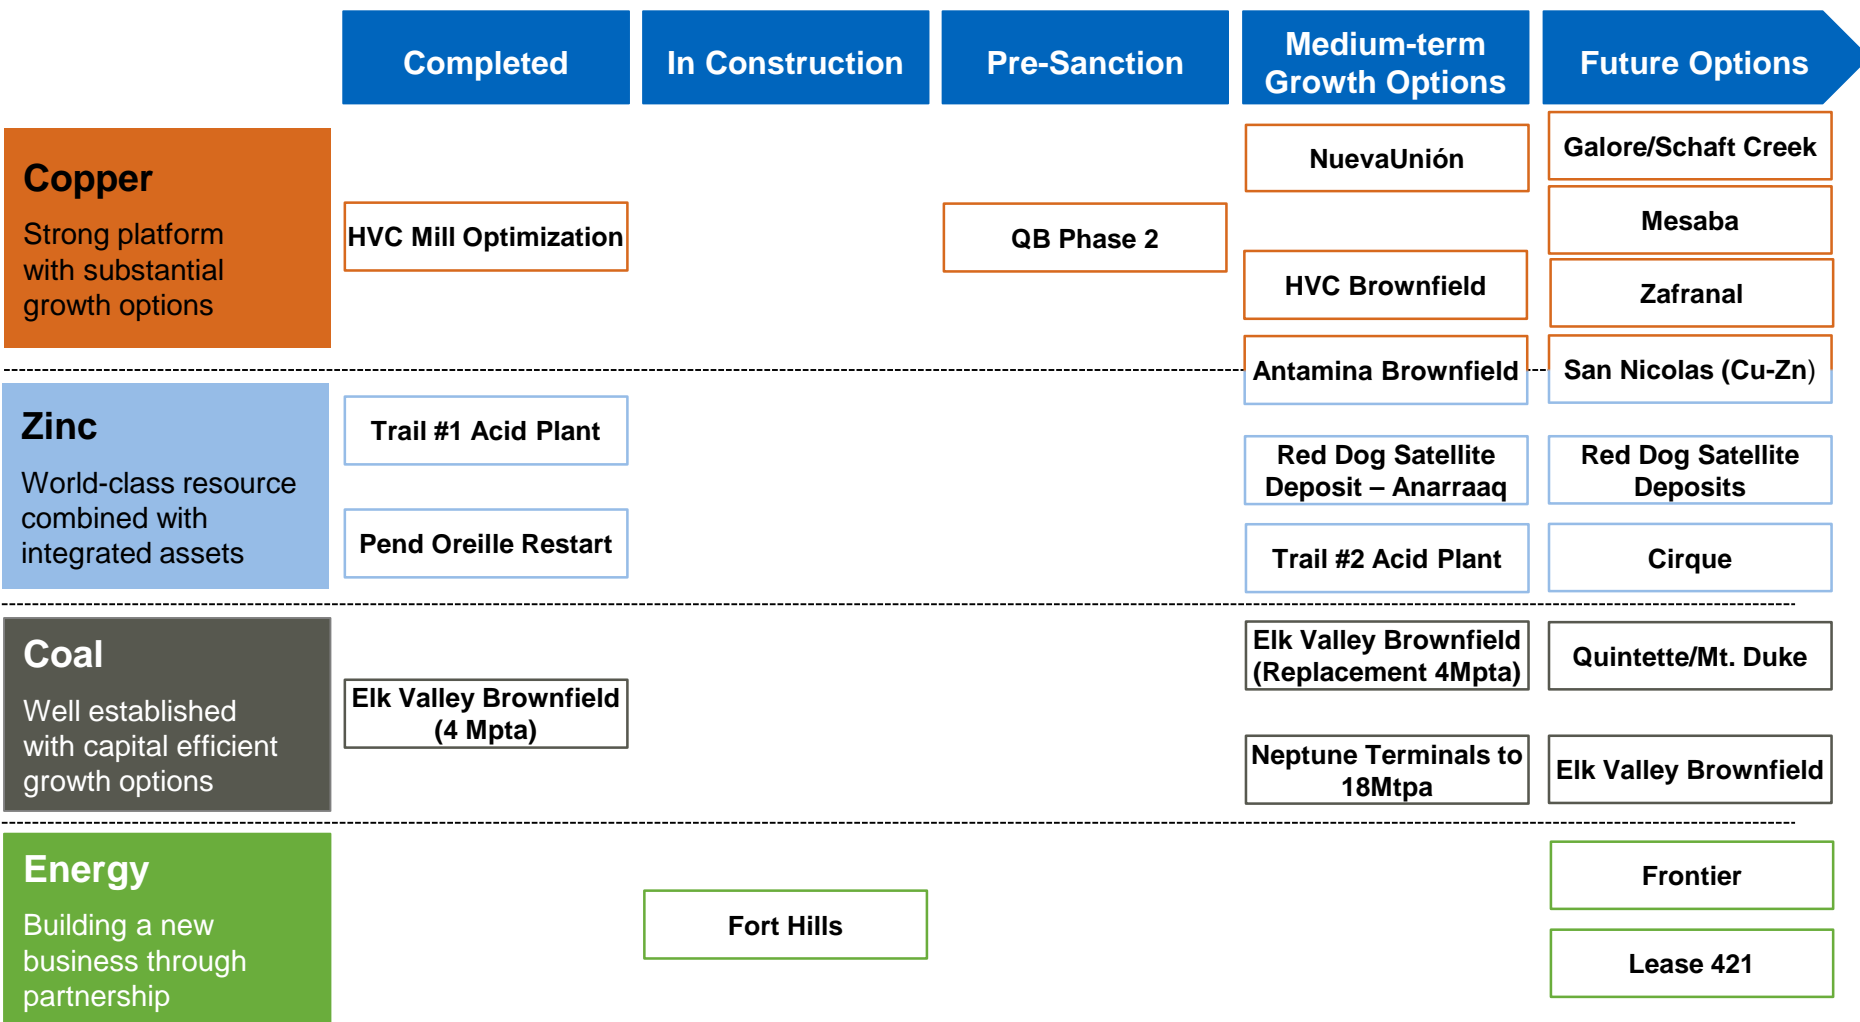 Completed
In Construction
Pre-Sanction
Medium-term
Growth Options
Future Options
Copper
Strong platform
with substantial
growth options
HVC Mill Optimization
QB Phase 2
NuevaUnión
HVC Brownfield
Antamina Brownfield
Galore/Schaft Creek
Mesaba
Zafranal
San Nicolas (Cu-Zn)
Zinc
World-class resource
combined with
integrated assets
Trail #1 Acid Plant
Pend Oreille Restart
Red Dog Satellite
Deposit – Anarraaq
Trail #2 Acid Plant
Red Dog Satellite
Deposits
Cirque
Coal
Well established
with capital efficient
growth options
Elk Valley Brownfield
(4 Mpta)
Elk Valley Brownfield
(Replacement 4Mpta)
Neptune Terminals to
18Mtpa
Quintette/Mt. Duke
Elk Valley Brownfield
Energy
Building a new
business through
partnership
Fort Hills
Frontier
Lease 421